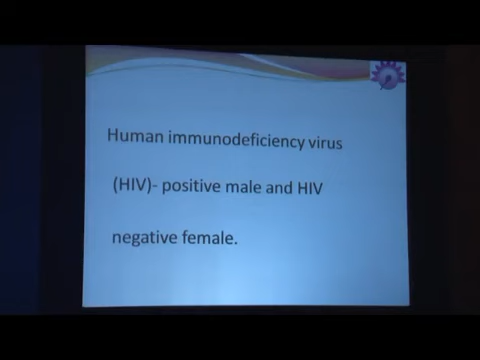 Human immunodeficiency virus
(HIV)- positive male and HIV
negative female.